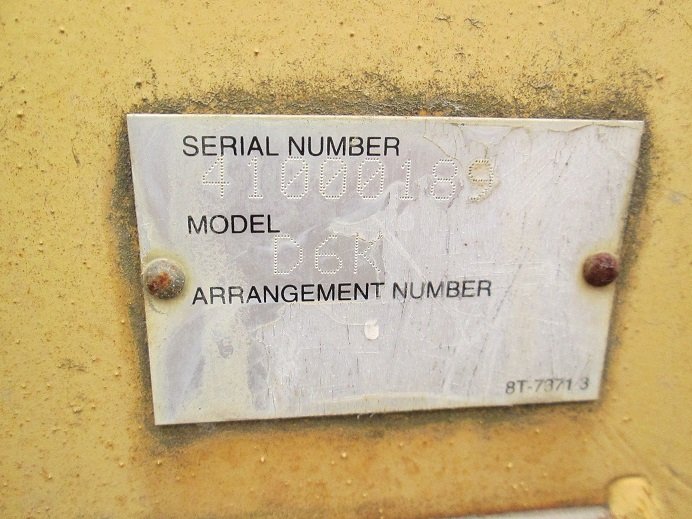 SERIAL NUMBER
41000189
MODEL
D6K
ARRANGEMENT NUMBER
8T-7371 3